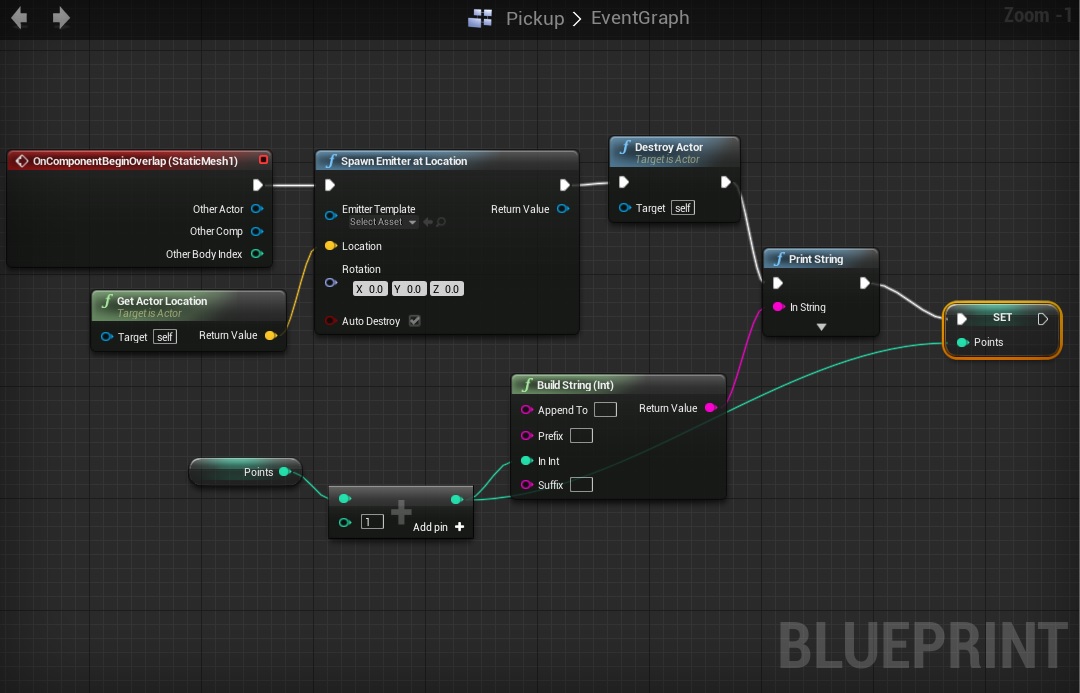 Pickup > EventGraph
Zoom -1
OnComponentBeginOverlap (StaticMesh1)
Other Actor
Other Comp
Other Body Index
f Get Actor Location
Target is Actor
Target self
Return Value
f Spawn Emitter at Location
Emitter Template
Select Asset
Return Value
Location
Rotation
X 0.0 Y 0.0 Z 0.0
Auto Destroy
f Destroy Actor
Target is Actor
Target self
f Print String
In String
SET
Points
f Build String (Int)
Append To
Return Value
Prefix
In Int
Suffix
Points
1
Add pin +
BLUEPRINT